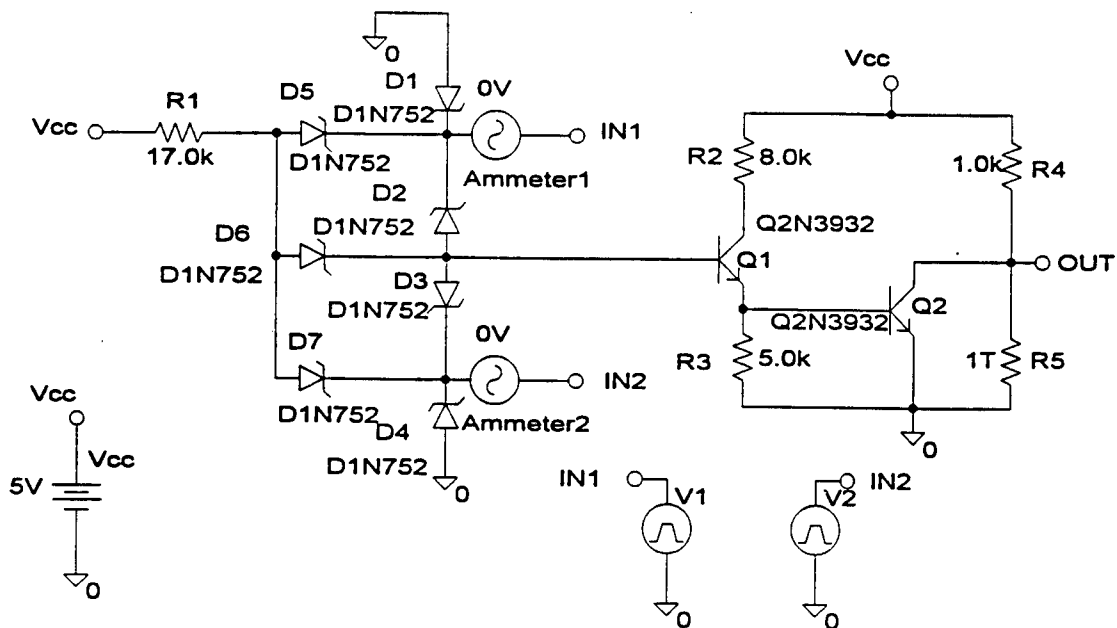 0
Vcc
D1
0V
D5
R1
D1N752
Vcc
IN1
17.0k
D1N752
R2
8.0k
1.0k
R4
D2
Ammeter1
D1N752
Q2N3932
D6
Q1
OUT
D1N752
D3
D1N752
Q2N3932
Q2
0V
D7
R3
5.0k
1T
R5
IN2
Vcc
D1N752
D4
Ammeter2
0
Vcc
D1N752
5V
0
IN1
V1
V2
IN2
0
0
0